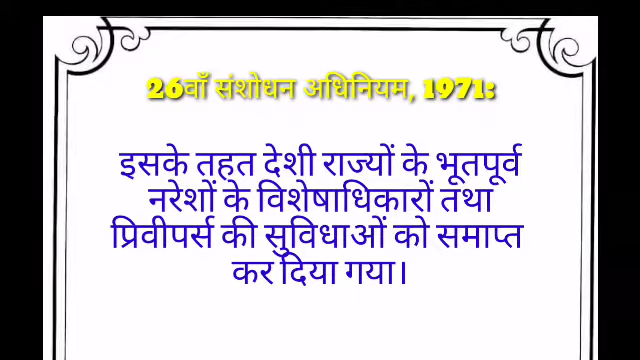 26वाँ संशोधन अधिनियम, 1971:
इसके तहत देशी राज्यों के भूतपूर्व
नरेशों के विशेषाधिकारों तथा
प्रिवीपर्स की सुविधाओं को समाप्त
कर दिया गया।